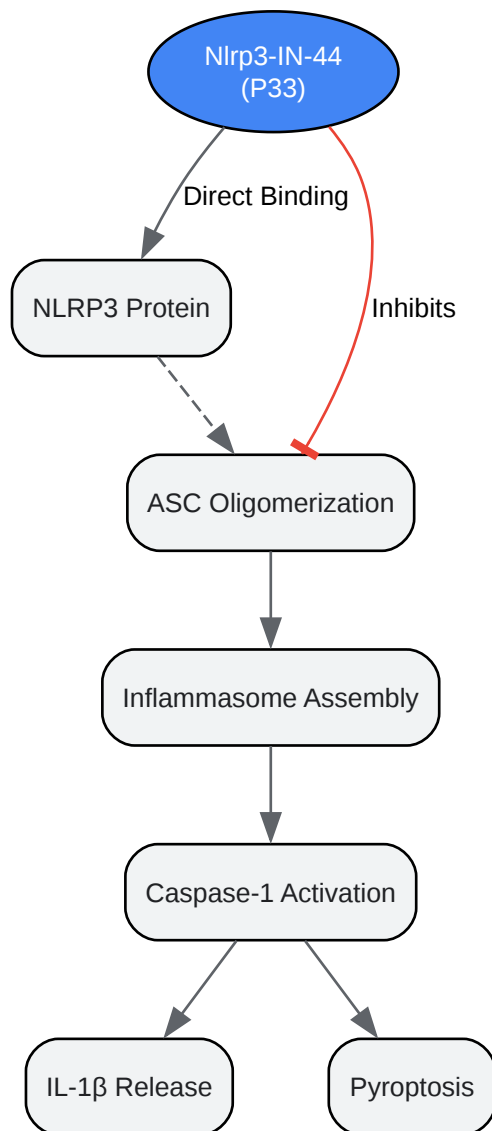 Nlrp3-IN-44
(P33)
Direct Binding
NLRP3 Protein
Inhibits
ASC Oligomerization
Inflammasome Assembly
Caspase-1 Activation
IL-1β Release
Pyroptosis